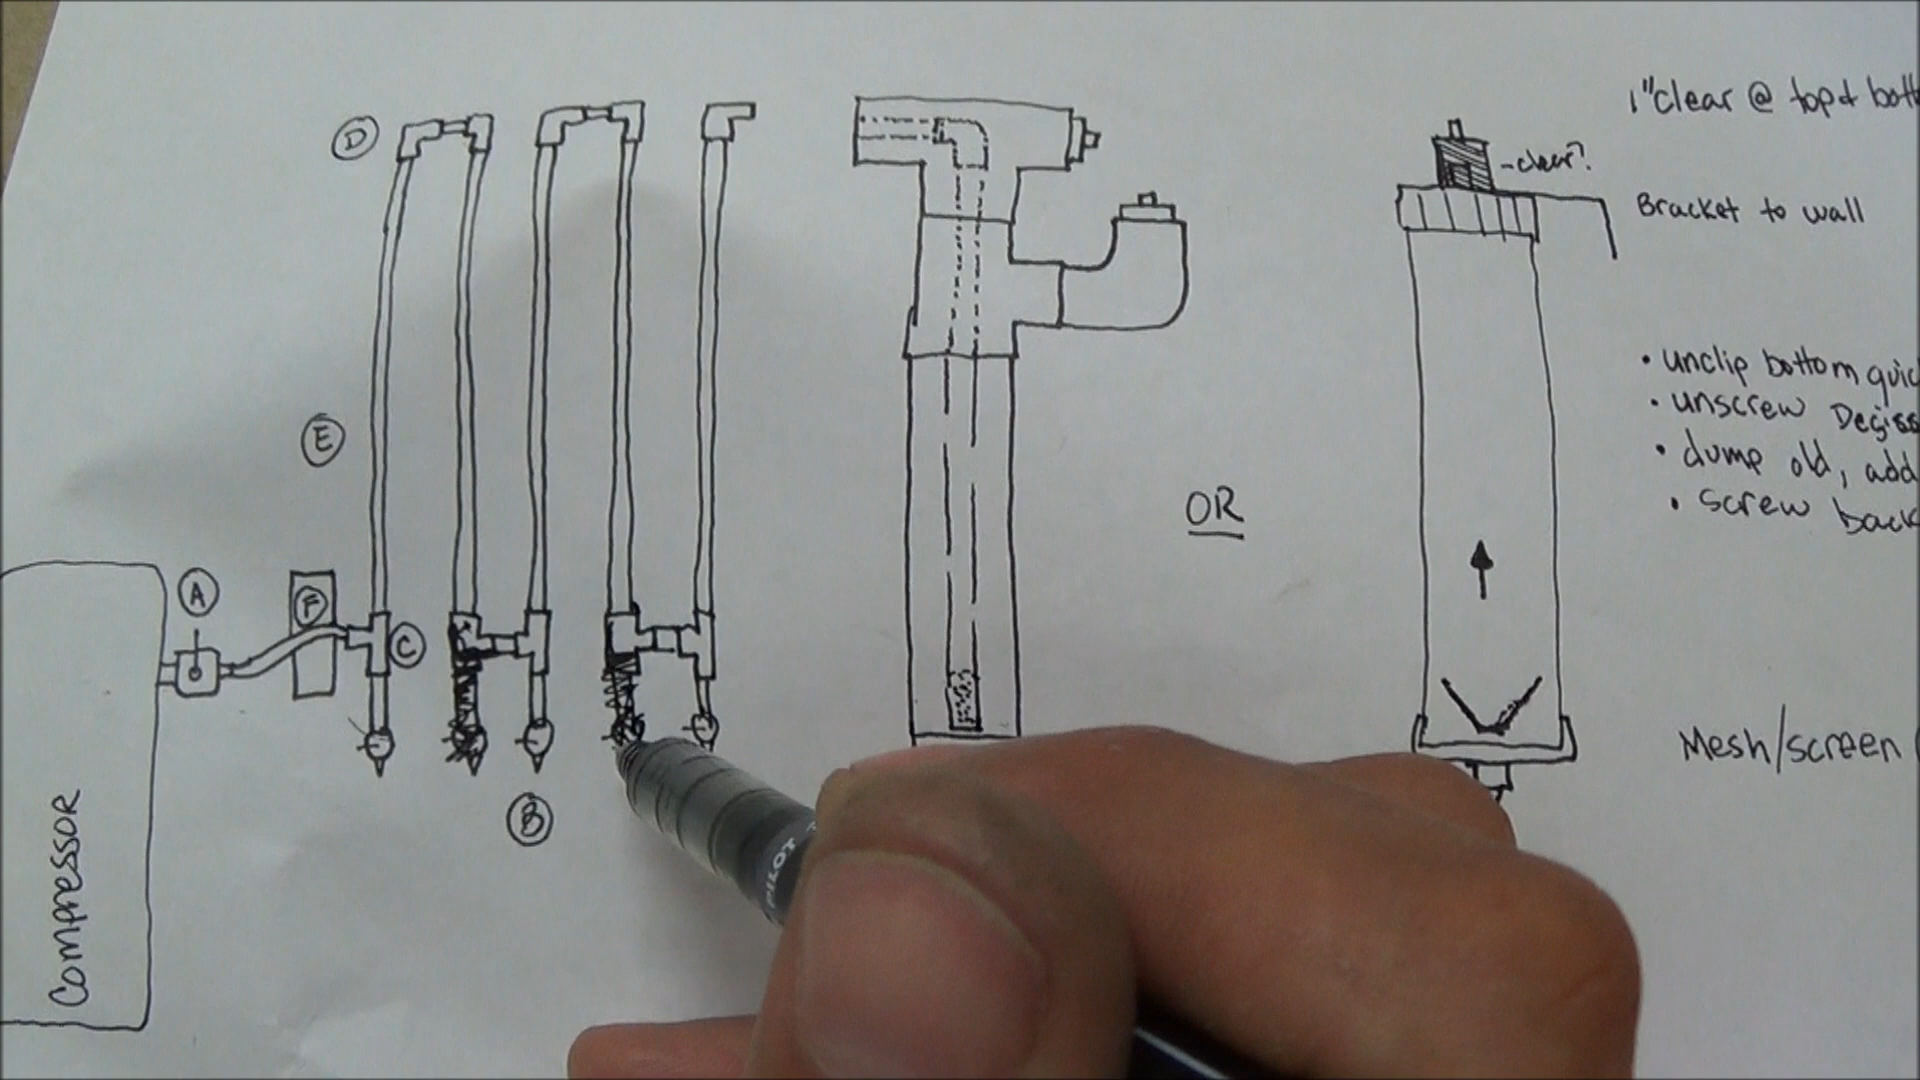 D
E
A
F
C
B
Compressor
OR
1" clear @ top &
-clear?
Bracket to wall
• unclip bottom
• unscrew
• dump old, add
• screw back
Mesh/screen
PILOT